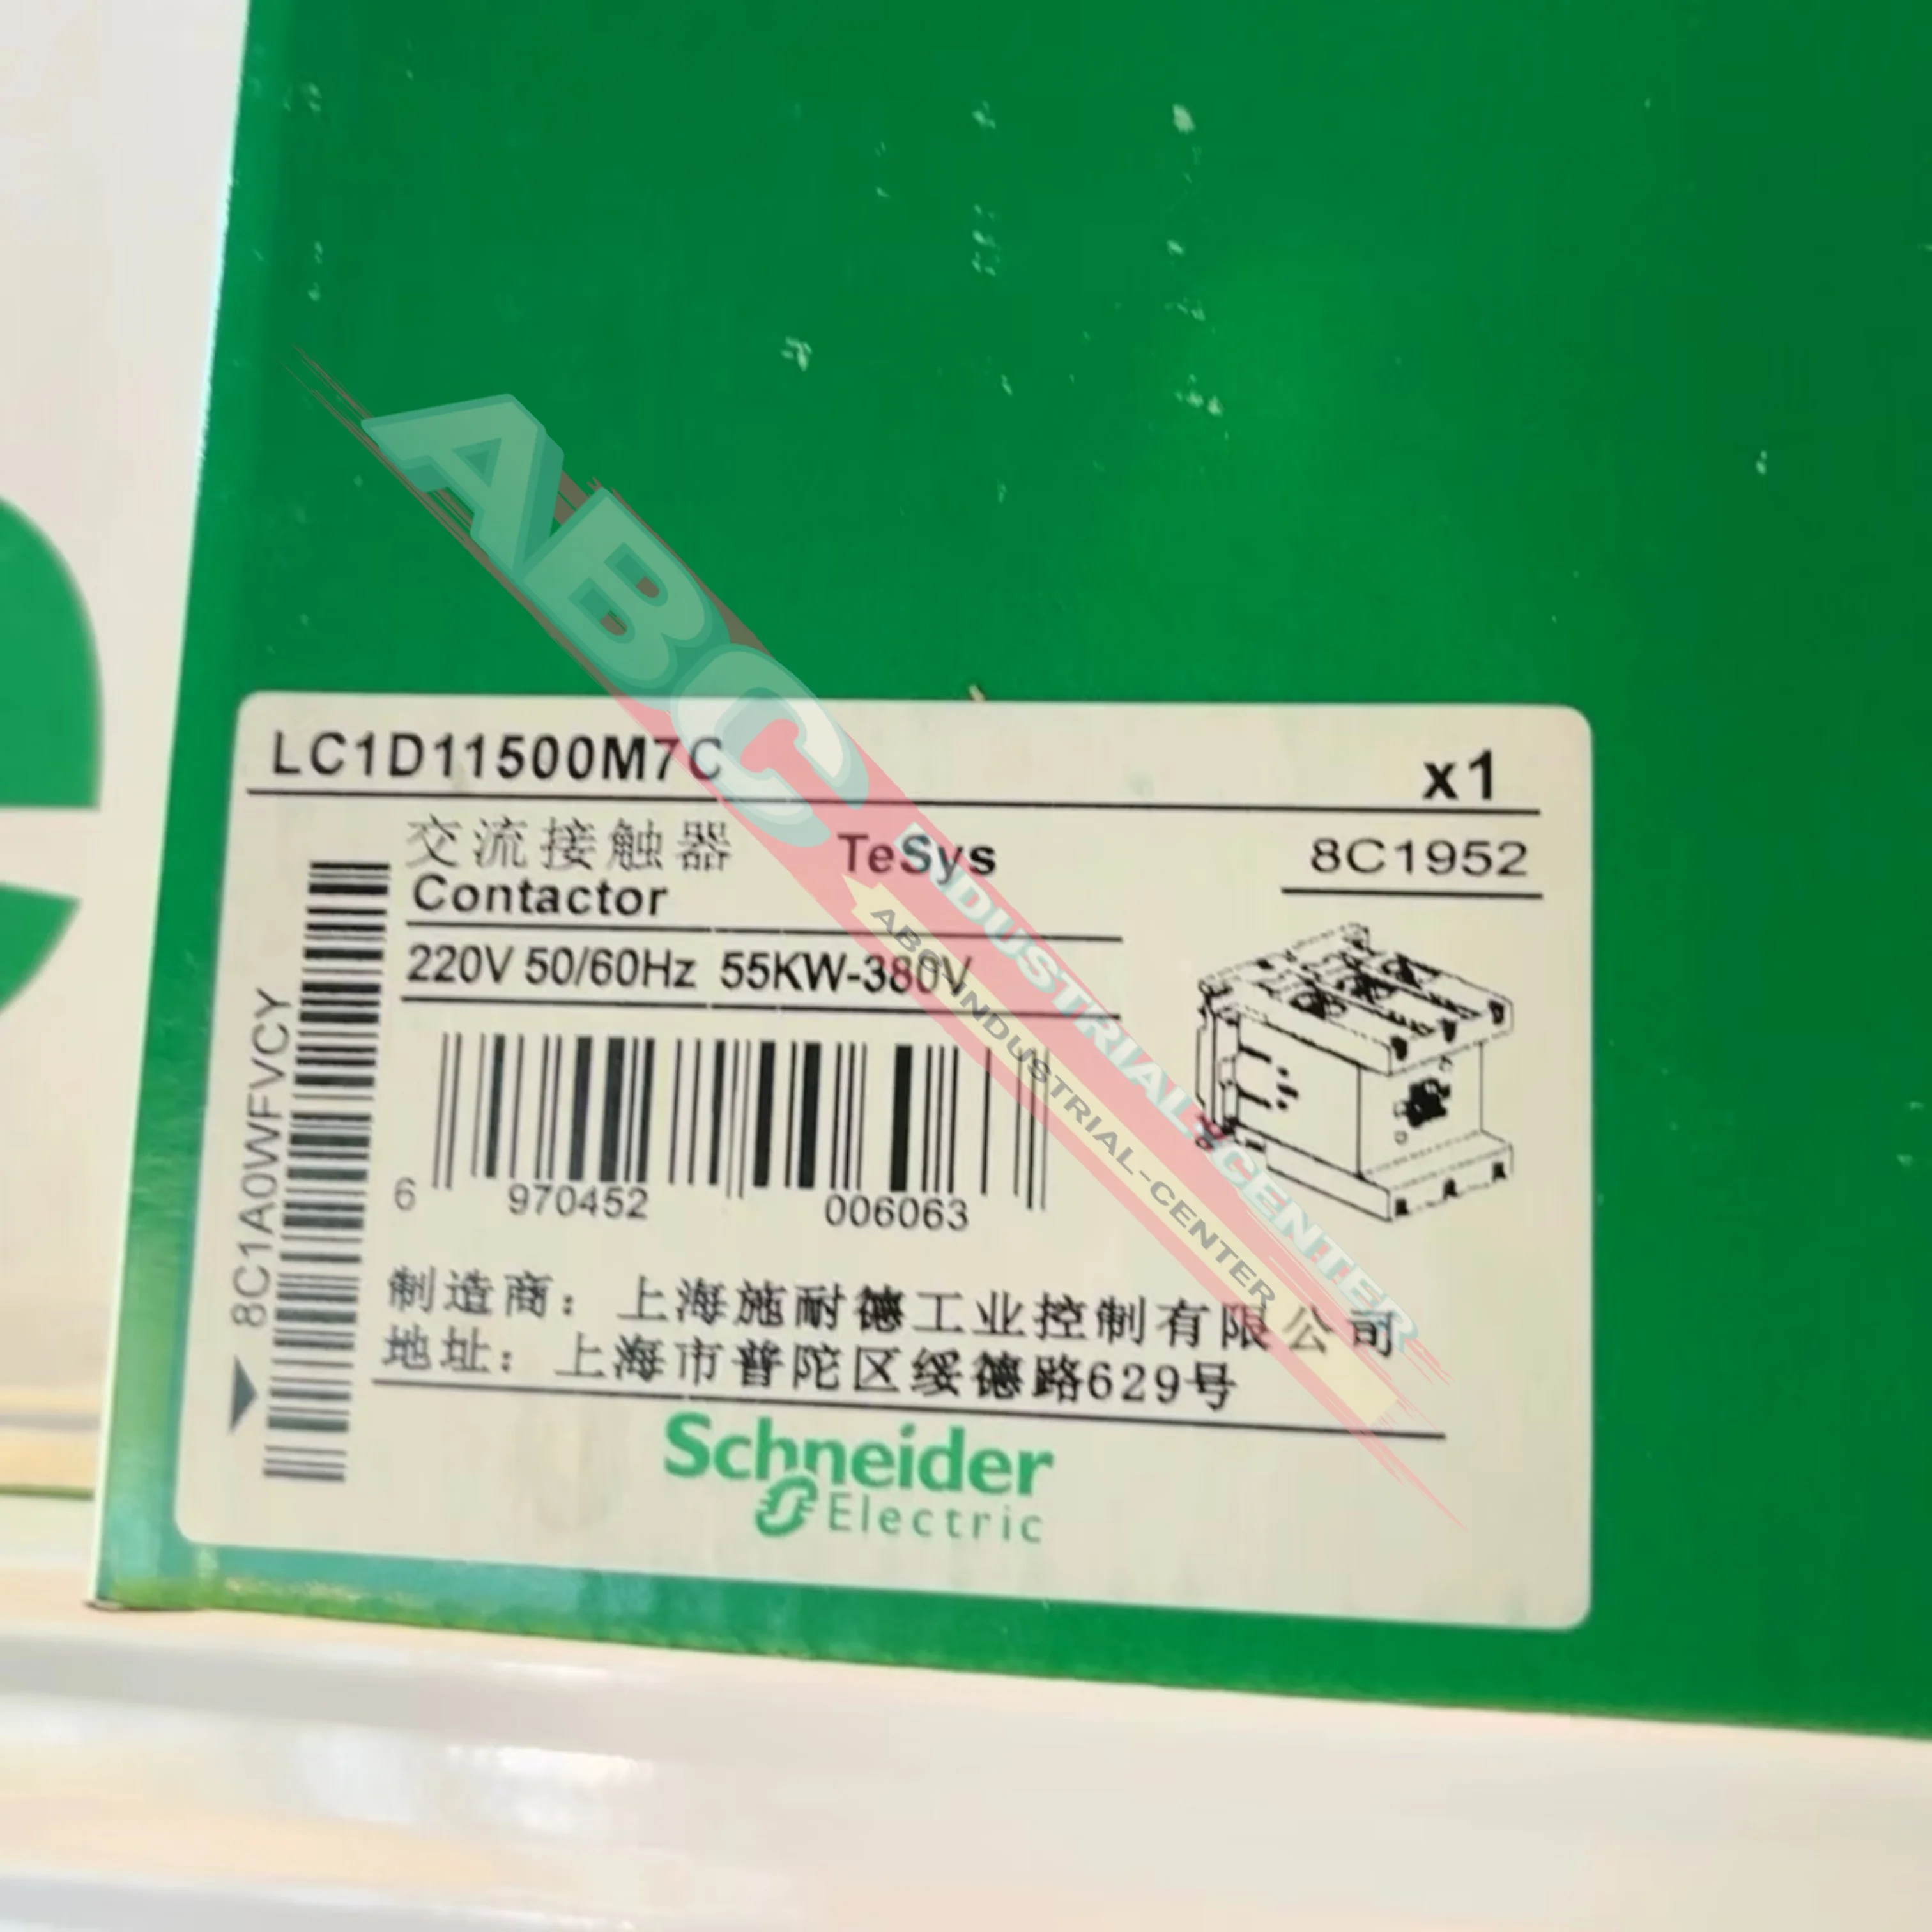 LC1D11500M7C
x1
交流接触器
TeSys
8C1952
Contactor
220V 50/60Hz 55KW-380V
8C1A0WFVCY
6 970452 006063
制造商：上海施耐德工业控制有限公司
地址：上海市普陀区绥德路629号
Schneider
Electric
ABC
INDUSTRIAL-CENTER
ABC INDUSTRIAL-CENTER